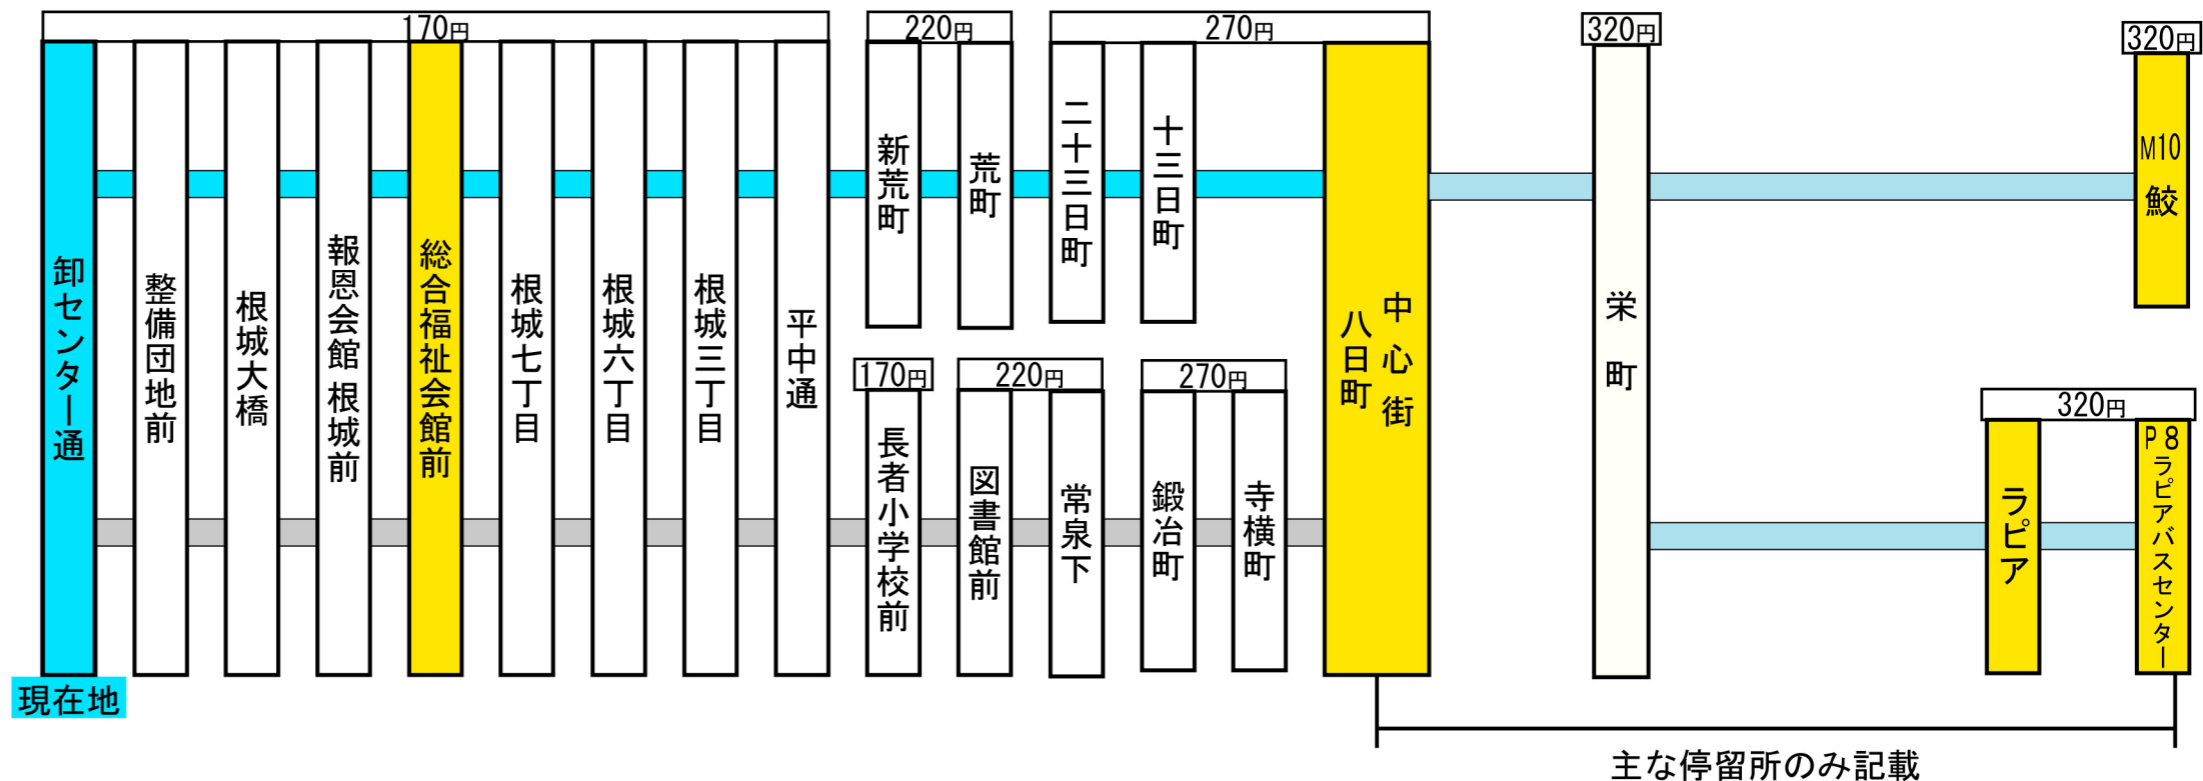 170円
220円
270円
320円
320円
卸センター通
整備団地前
根城大橋
報恩会館 根城前
総合福祉会館前
根城七丁目
根城六丁目
根城三丁目
平中通
新荒町
荒町
二十三日町
十三日町
中心街
八日町
栄町
M10
鮫
170円
220円
270円
320円
長者小学校前
図書館前
常泉下
鍛冶町
寺横町
ラピア
P8
ラピアバスセンター
現在地
主な停留所のみ記載